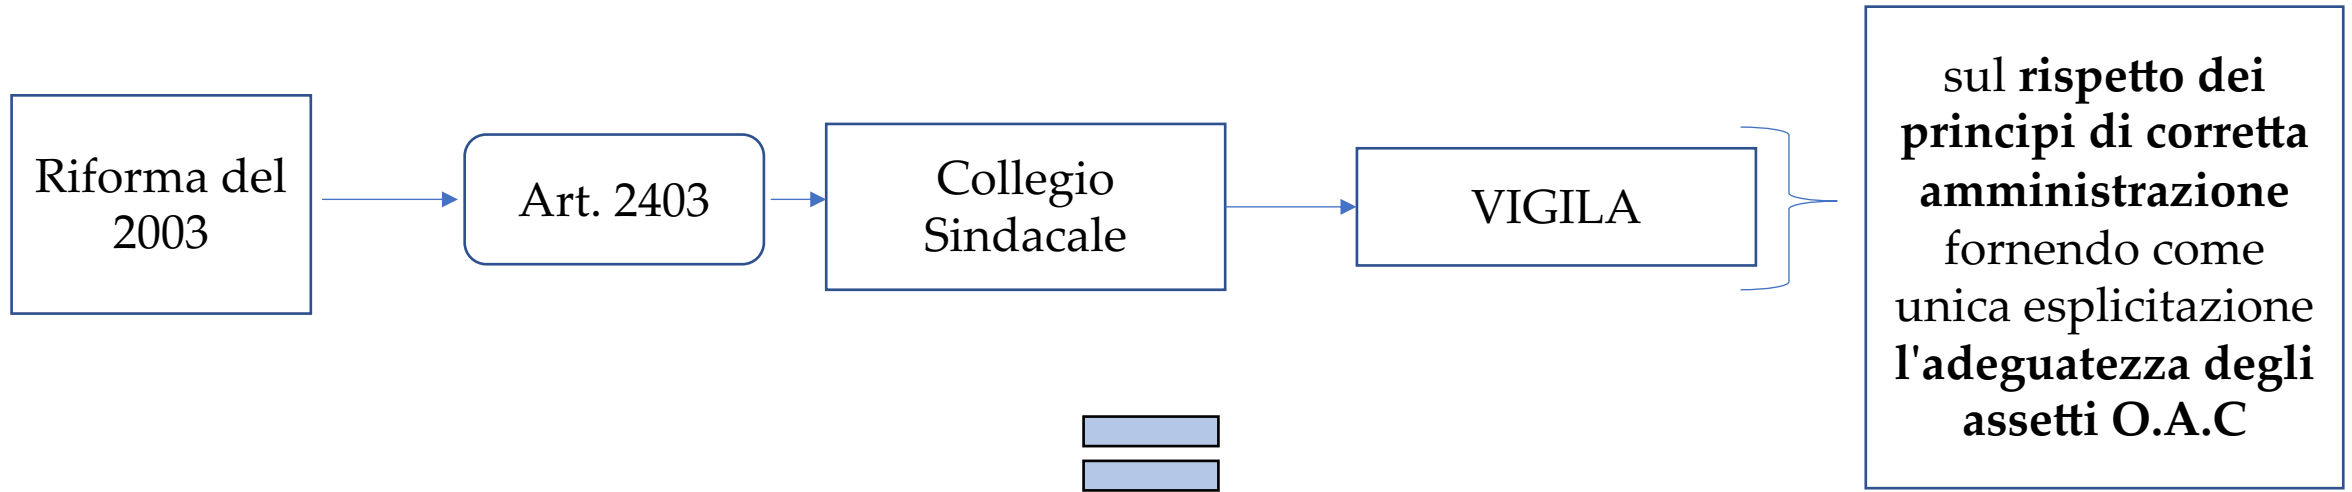 Riforma del
2003
Art. 2403
Collegio
Sindacale
VIGILA
sul rispetto dei
principi di corretta
amministrazione
fornendo come
unica esplicitazione
l'adeguatezza degli
assetti O.A.C